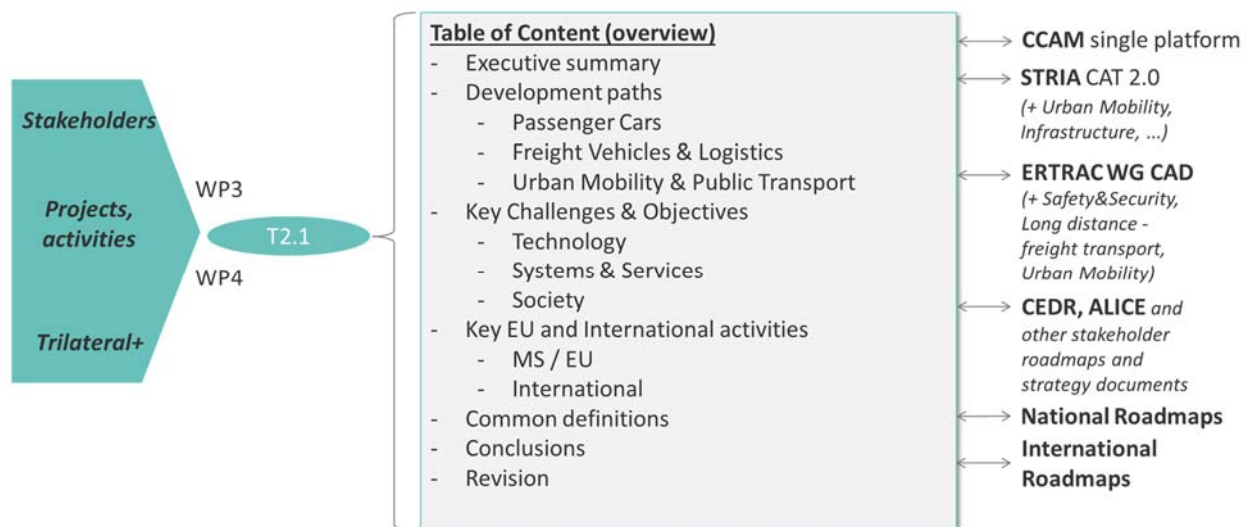 Stakeholders
Projects,
activities
Trilateral+
WP3
T2.1
WP4
Table of Content (overview)
- Executive summary
- Development paths
- Passenger Cars
- Freight Vehicles & Logistics
- Urban Mobility & Public Transport
- Key Challenges & Objectives
- Technology
- Systems & Services
- Society
- Key EU and International activities
- MS / EU
- International
- Common definitions
- Conclusions
- Revision
CCAM single platform
STRIA CAT 2.0
(+ Urban Mobility,
Infrastructure, ...)
ERTRAC WG CAD
(+ Safety&Security,
Long distance -
freight transport,
Urban Mobility)
CEDR, ALICE and
other stakeholder
roadmaps and
strategy documents
National Roadmaps
International
Roadmaps